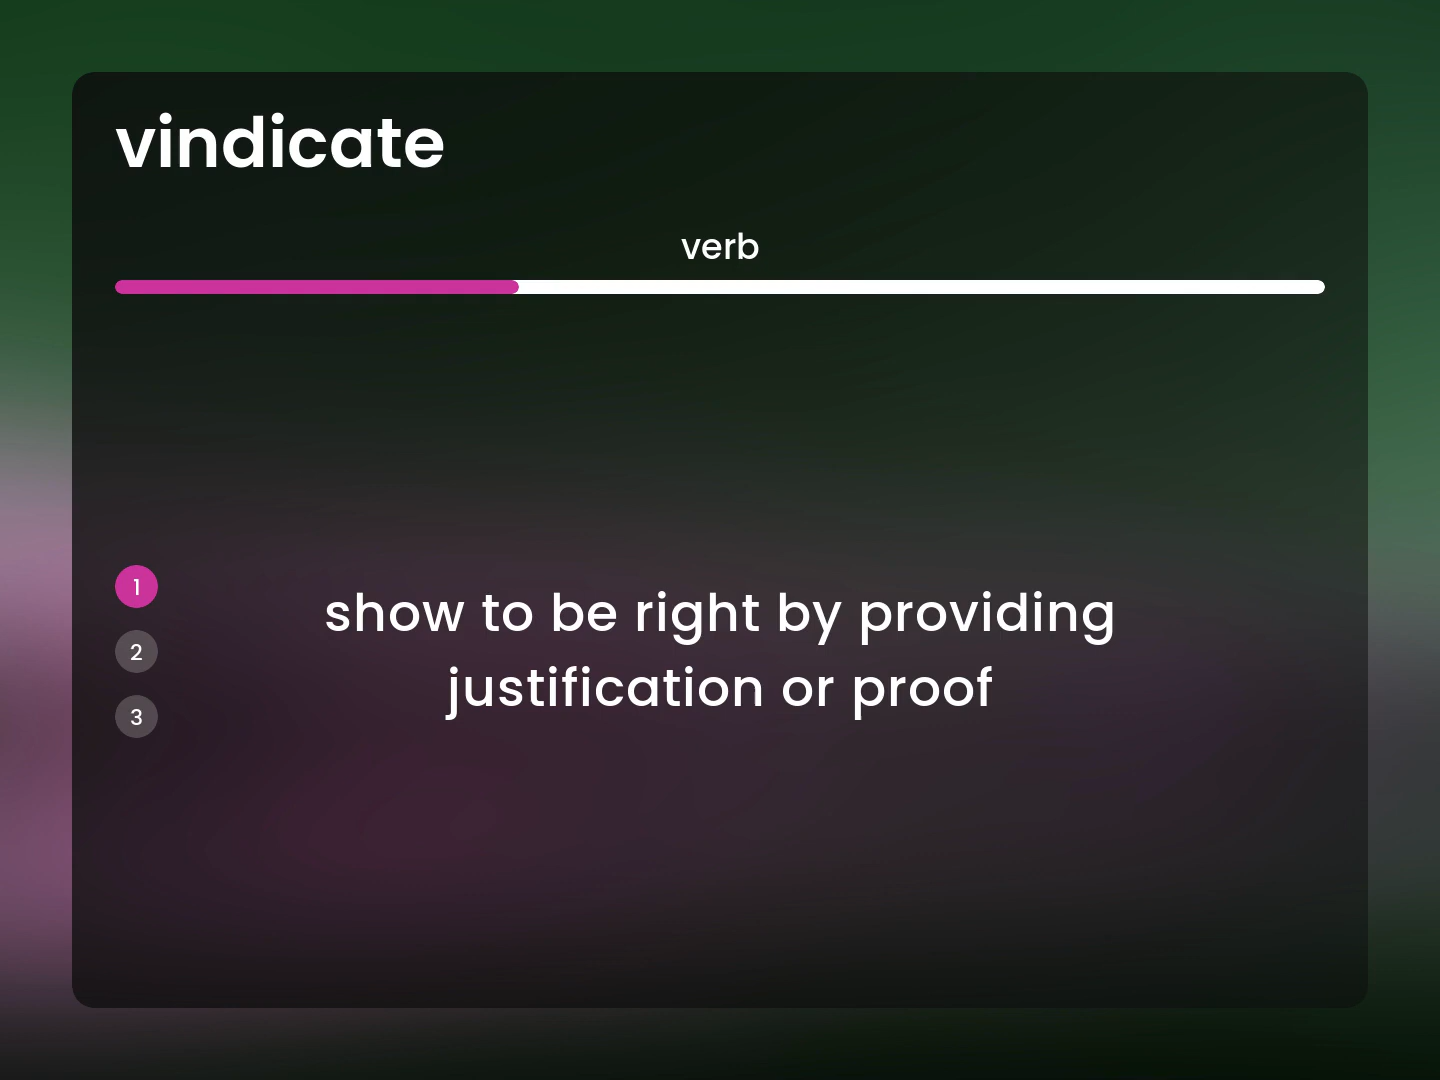 vindicate
verb
1
2
3
show to be right by providing
justification or proof